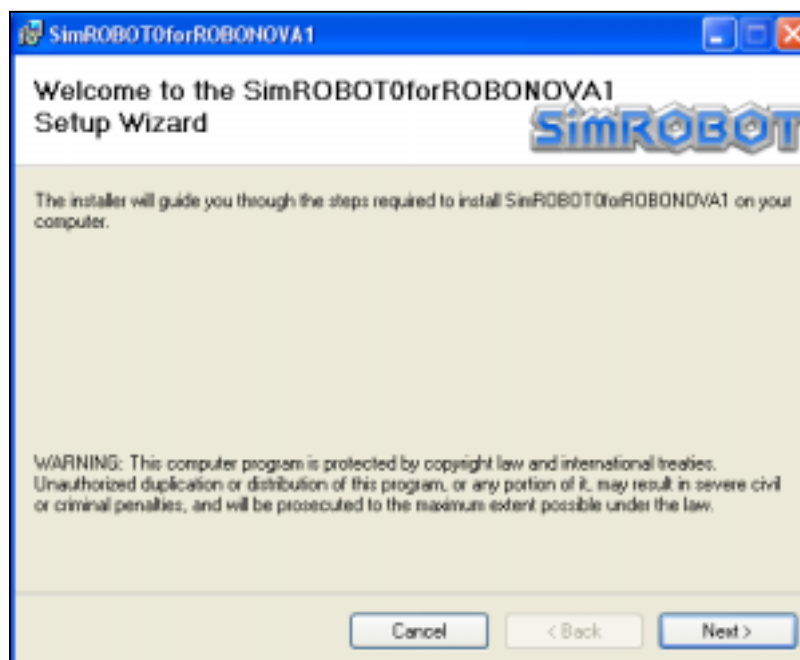 SimROBOT0forROBONOVA1
Welcome to the SimROBOT0forROBONOVA1
Setup Wizard
SimROBOT
The installer will guide you through the steps required to install SimROBOT0forROBONOVA1 on your
computer.
WARNING: This computer program is protected by copyright law and international treaties.
Unauthorized duplication or distribution of this program, or any portion of it, may result in severe civil
or criminal penalties, and will be prosecuted to the maximum extent possible under the law.
Cancel
< Back
Next >